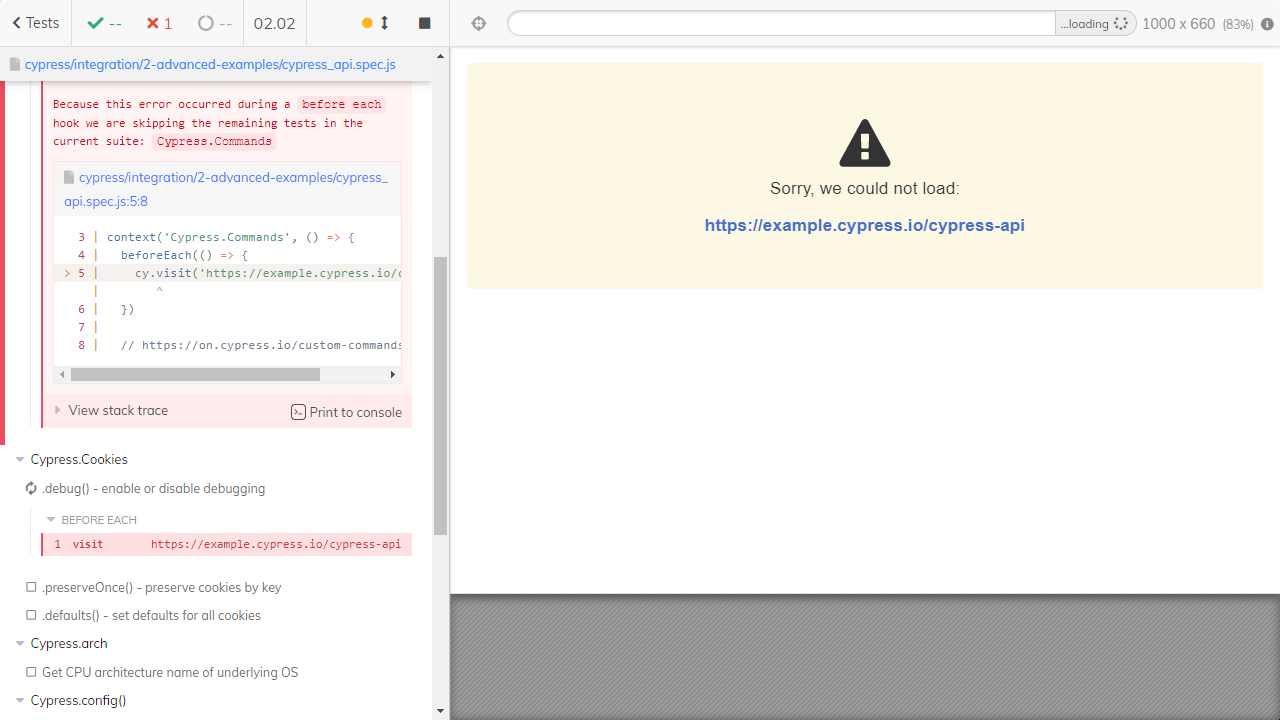 Tests
--
1
--
02.02
...loading
1000 x 660 (83%)
cypress/integration/2-advanced-examples/cypress_api.spec.js
Because this error occurred during a before each
hook we are skipping the remaining tests in the
current suite: Cypress.Commands
cypress/integration/2-advanced-examples/cypress_
api.spec.js:5:8
3 | context('Cypress.Commands', () => {
4 |   beforeEach(() => {
> 5 |     cy.visit('https://example.cypress.io/c
|        ^
6 |   })
7 |
8 |   // https://on.cypress.io/custom-commands
View stack trace
Print to console
Cypress.Cookies
.debug() - enable or disable debugging
BEFORE EACH
1 visit https://example.cypress.io/cypress-api
.preserveOnce() - preserve cookies by key
.defaults() - set defaults for all cookies
Cypress.arch
Get CPU architecture name of underlying OS
Cypress.config()
Sorry, we could not load:
https://example.cypress.io/cypress-api